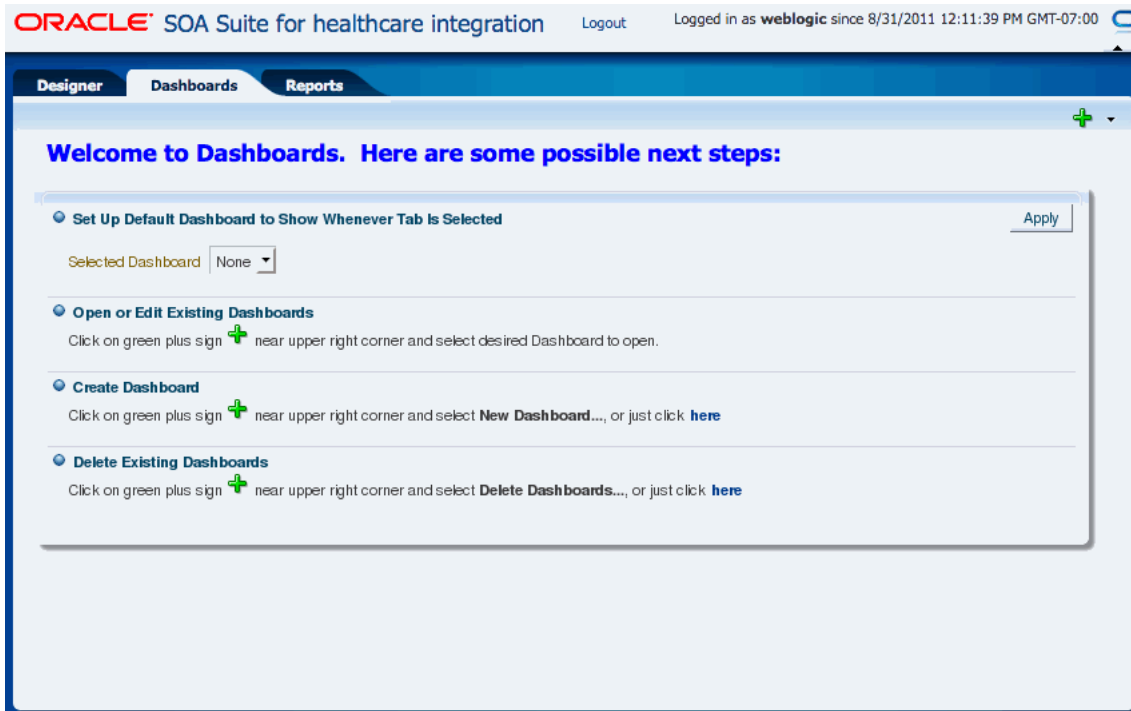 ORACLE SOA Suite for healthcare integration Logout Logged in as weblogic since 8/31/2011 12:11:39 PM GMT-07:00
Designer Dashboards Reports
Welcome to Dashboards. Here are some possible next steps:
Set Up Default Dashboard to Show Whenever Tab Is Selected Apply
Selected Dashboard None
Open or Edit Existing Dashboards
Click on green plus sign near upper right corner and select desired Dashboard to open.
Create Dashboard
Click on green plus sign near upper right corner and select New Dashboard..., or just click here
Delete Existing Dashboards
Click on green plus sign near upper right corner and select Delete Dashboards..., or just click here